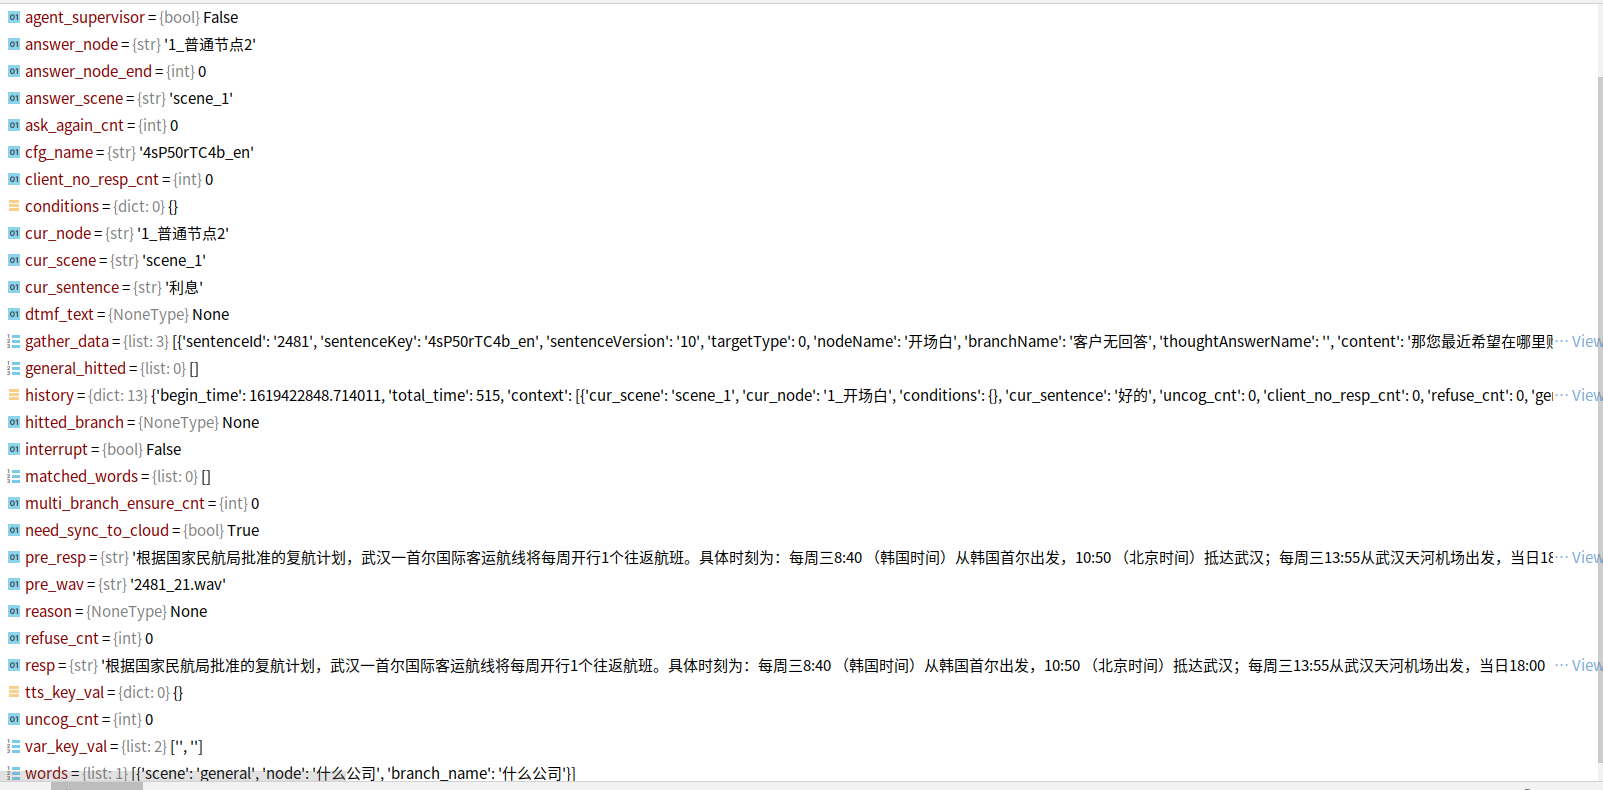 agent_supervisor = {bool} False
answer_node = {str} '1_普通节点2'
answer_node_end = {int} 0
answer_scene = {str} 'scene_1'
ask_again_cnt = {int} 0
cfg_name = {str} '4sP50rTC4b_en'
client_no_resp_cnt = {int} 0
conditions = {dict: 0} {}
cur_node = {str} '1_普通节点2'
cur_scene = {str} 'scene_1'
cur_sentence = {str} '利息'
dtmf_text = {NoneType} None
gather_data = {list: 3} [{'sentenceId': '2481', 'sentenceKey': '4sP50rTC4b_en', 'sentenceVersion': '10', 'targetType': 0, 'nodeName': '开场白', 'branchName': '客户无回答', 'thoughtAnswerName': '', 'content': '那您最近希望在哪里··· View
general_hitted = {list: 0} []
history = {dict: 13} {'begin_time': 1619422848.714011, 'total_time': 515, 'context': [{'cur_scene': 'scene_1', 'cur_node': '1_开场白', 'conditions': {}, 'cur_sentence': '好的', 'uncog_cnt': 0, 'client_no_resp_cnt': 0, 'refuse_cnt': 0, 'ge··· View
hitted_branch = {NoneType} None
interrupt = {bool} False
matched_words = {list: 0} []
multi_branch_ensure_cnt = {int} 0
need_sync_to_cloud = {bool} True
pre_resp = {str} '根据国家民航局批准的复航计划，武汉一首尔国际客运航线将每周开行1个往返航班。具体时刻为：每周三8:40（韩国时间）从韩国首尔出发，10:50（北京时间）抵达武汉；每周三13:55从武汉天河机场出发，当日18··· View
pre_wav = {str} '2481_21.wav'
reason = {NoneType} None
refuse_cnt = {int} 0
resp = {str} '根据国家民航局批准的复航计划，武汉一首尔国际客运航线将每周开行1个往返航班。具体时刻为：每周三8:40（韩国时间）从韩国首尔出发，10:50（北京时间）抵达武汉；每周三13:55从武汉天河机场出发，当日18:00 ··· View
tts_key_val = {dict: 0} {}
uncog_cnt = {int} 0
var_key_val = {list: 2} ['', '']
words = {list: 1} [{'scene': 'general', 'node': '什么公司', 'branch_name': '什么公司'}]